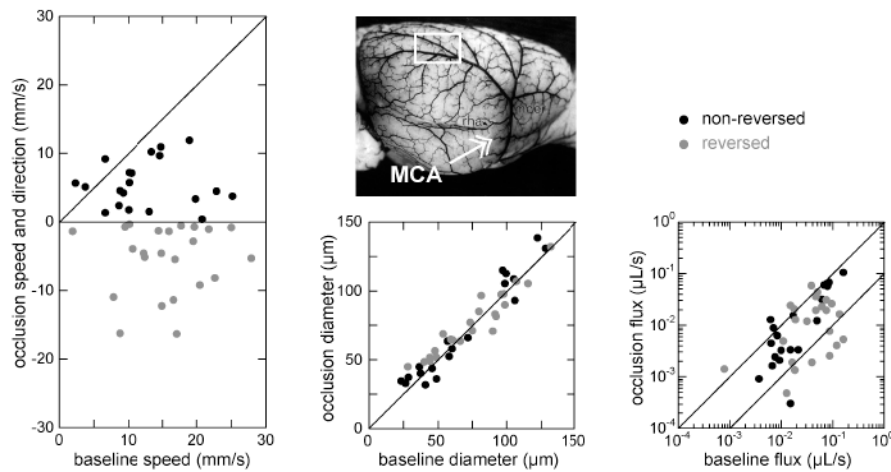 30
20
10
0
-10
-20
-30
0
10
20
30
occlusion speed and direction (mm/s)
baseline speed (mm/s)
MCA
rha
non-reversed
reversed
150
100
50
0
0
50
100
150
occlusion diameter (µm)
baseline diameter (µm)
10⁰
10⁻¹
10⁻²
10⁻³
10⁻⁴
10⁻⁴
10⁻³
10⁻²
10⁻¹
10⁰
occlusion flux (µL/s)
baseline flux (µL/s)